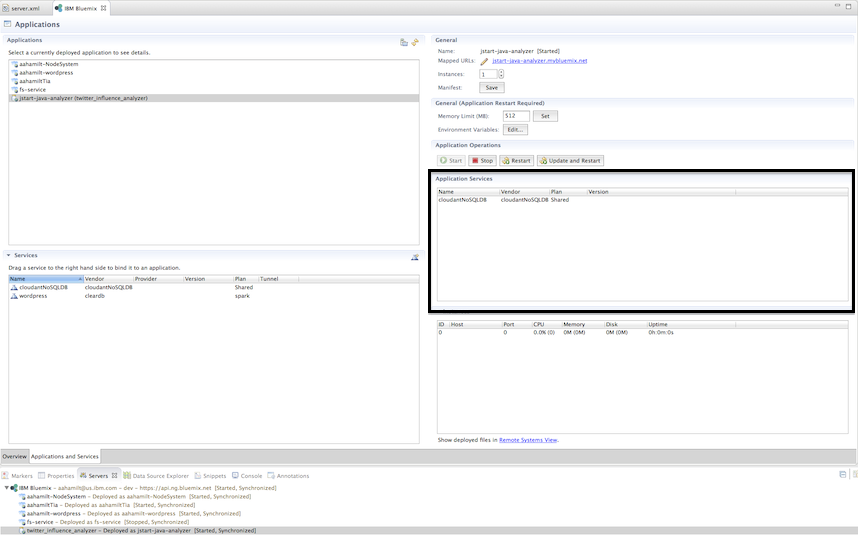 server.xml
IBM Bluemix
Applications
Applications
Select a currently deployed application to see details.
aahamilt-NodeSystem
aahamilt-wordpress
aahamiltTia
fs-service
jstart-java-analyzer (twitter_influence_analyzer)
Services
Drag a service to the right hand side to bind it to an application.
Name Vendor Provider Version Plan Tunnel
cloudantNoSQLDB cloudantNoSQLDB Shared
wordpress cleardb spark
General
Name: jstart-java-analyzer [Started]
Mapped URLs: jstart-java-analyzer.mybluemix.net
Instances: 1
Manifest: Save
General (Application Restart Required)
Memory Limit (MB): 512 Set
Environment Variables: Edit...
Application Operations
Start Stop Restart Update and Restart
Application Services
Name Vendor Plan Version
cloudantNoSQLDB cloudantNoSQLDB Shared
ID Host Port CPU Memory Disk Uptime
0 0 0.0% (0) 0M (0M) 0M (0M) 0h:0m:0s
Show deployed files in Remote Systems View.
Overview Applications and Services
Markers Properties Servers Data Source Explorer Snippets Console Annotations
IBM Bluemix – aahamilt@us.ibm.com – dev – https://api.ng.bluemix.net [Started, Synchronized]
aahamilt-NodeSystem – Deployed as aahamilt-NodeSystem [Started, Synchronized]
aahamiltTia – Deployed as aahamiltTia [Started, Synchronized]
aahamilt-wordpress – Deployed as aahamilt-wordpress [Started, Synchronized]
fs-service – Deployed as fs-service [Stopped, Synchronized]
twitter_influence_analyzer – Deployed as jstart-java-analyzer [Started, Synchronized]